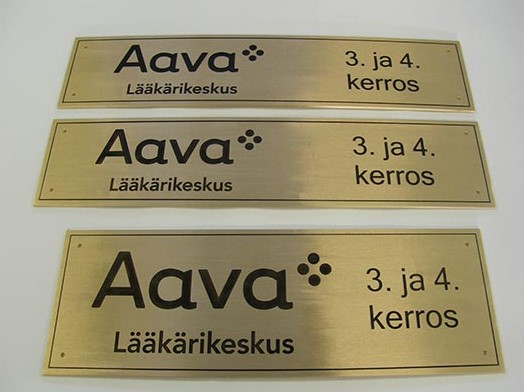 Aava
Lääkärikeskus
3. ja 4.
kerros
Aava
Lääkärikeskus
3. ja 4.
kerros
Aava
Lääkärikeskus
3. ja 4.
kerros